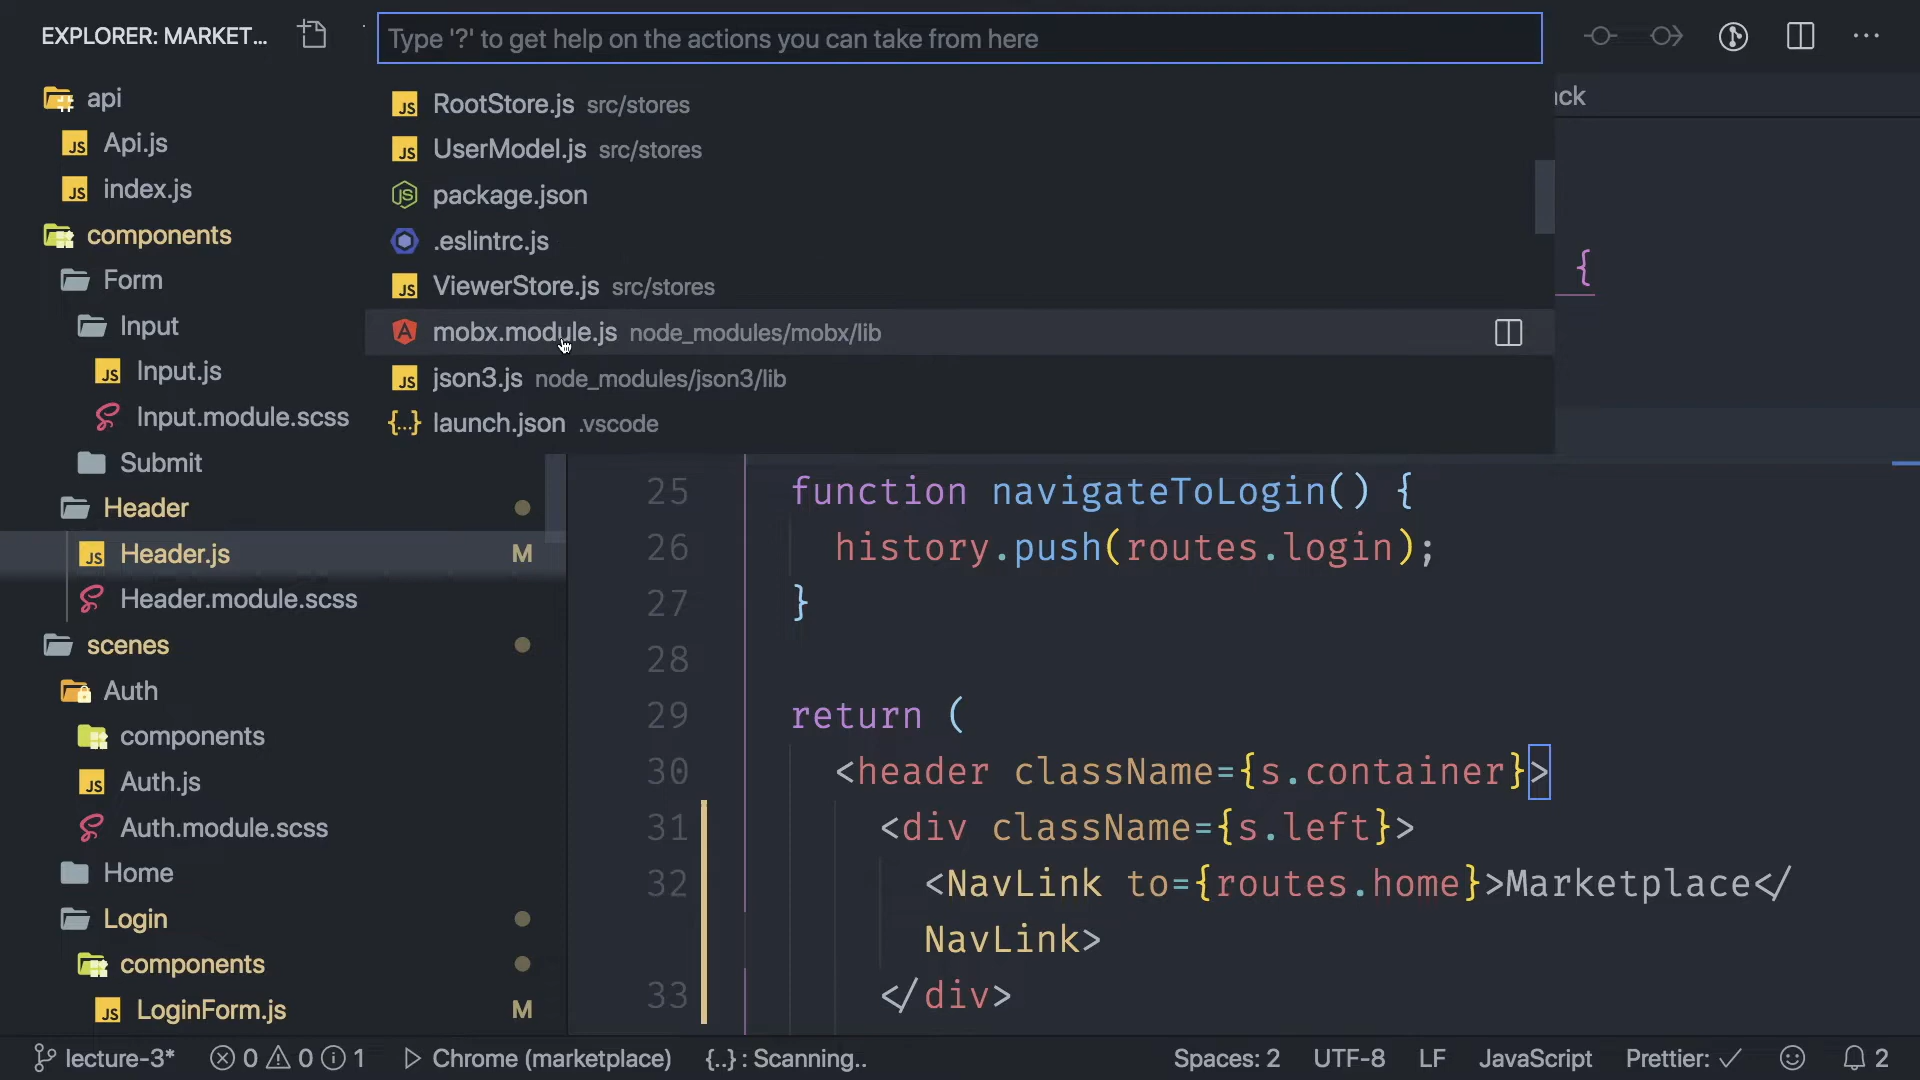 EXPLORER: MARKET...
Type '?' to get help on the actions you can take from here
RootStore.js src/stores
UserModel.js src/stores
package.json
.eslintrc.js
ViewerStore.js src/stores
mobx.module.js node_modules/mobx/lib
json3.js node_modules/json3/lib
launch.json .vscode
api
Api.js
index.js
components
Form
Input
Input.js
Input.module.scss
Submit
Header
Header.js M
Header.module.scss
scenes
Auth
components
Auth.js
Auth.module.scss
Home
Login
components
LoginForm.js M
ck
{
25 function navigateToLogin() {
26 history.push(routes.login);
27 }
28
29 return (
30 <header className={s.container}>
31 <div className={s.left}>
32 <NavLink to={routes.home}>Marketplace</
NavLink>
33 </div>
lecture-3* 0 0 1 Chrome (marketplace) {..} : Scanning.. Spaces: 2 UTF-8 LF JavaScript Prettier: ✓ 2